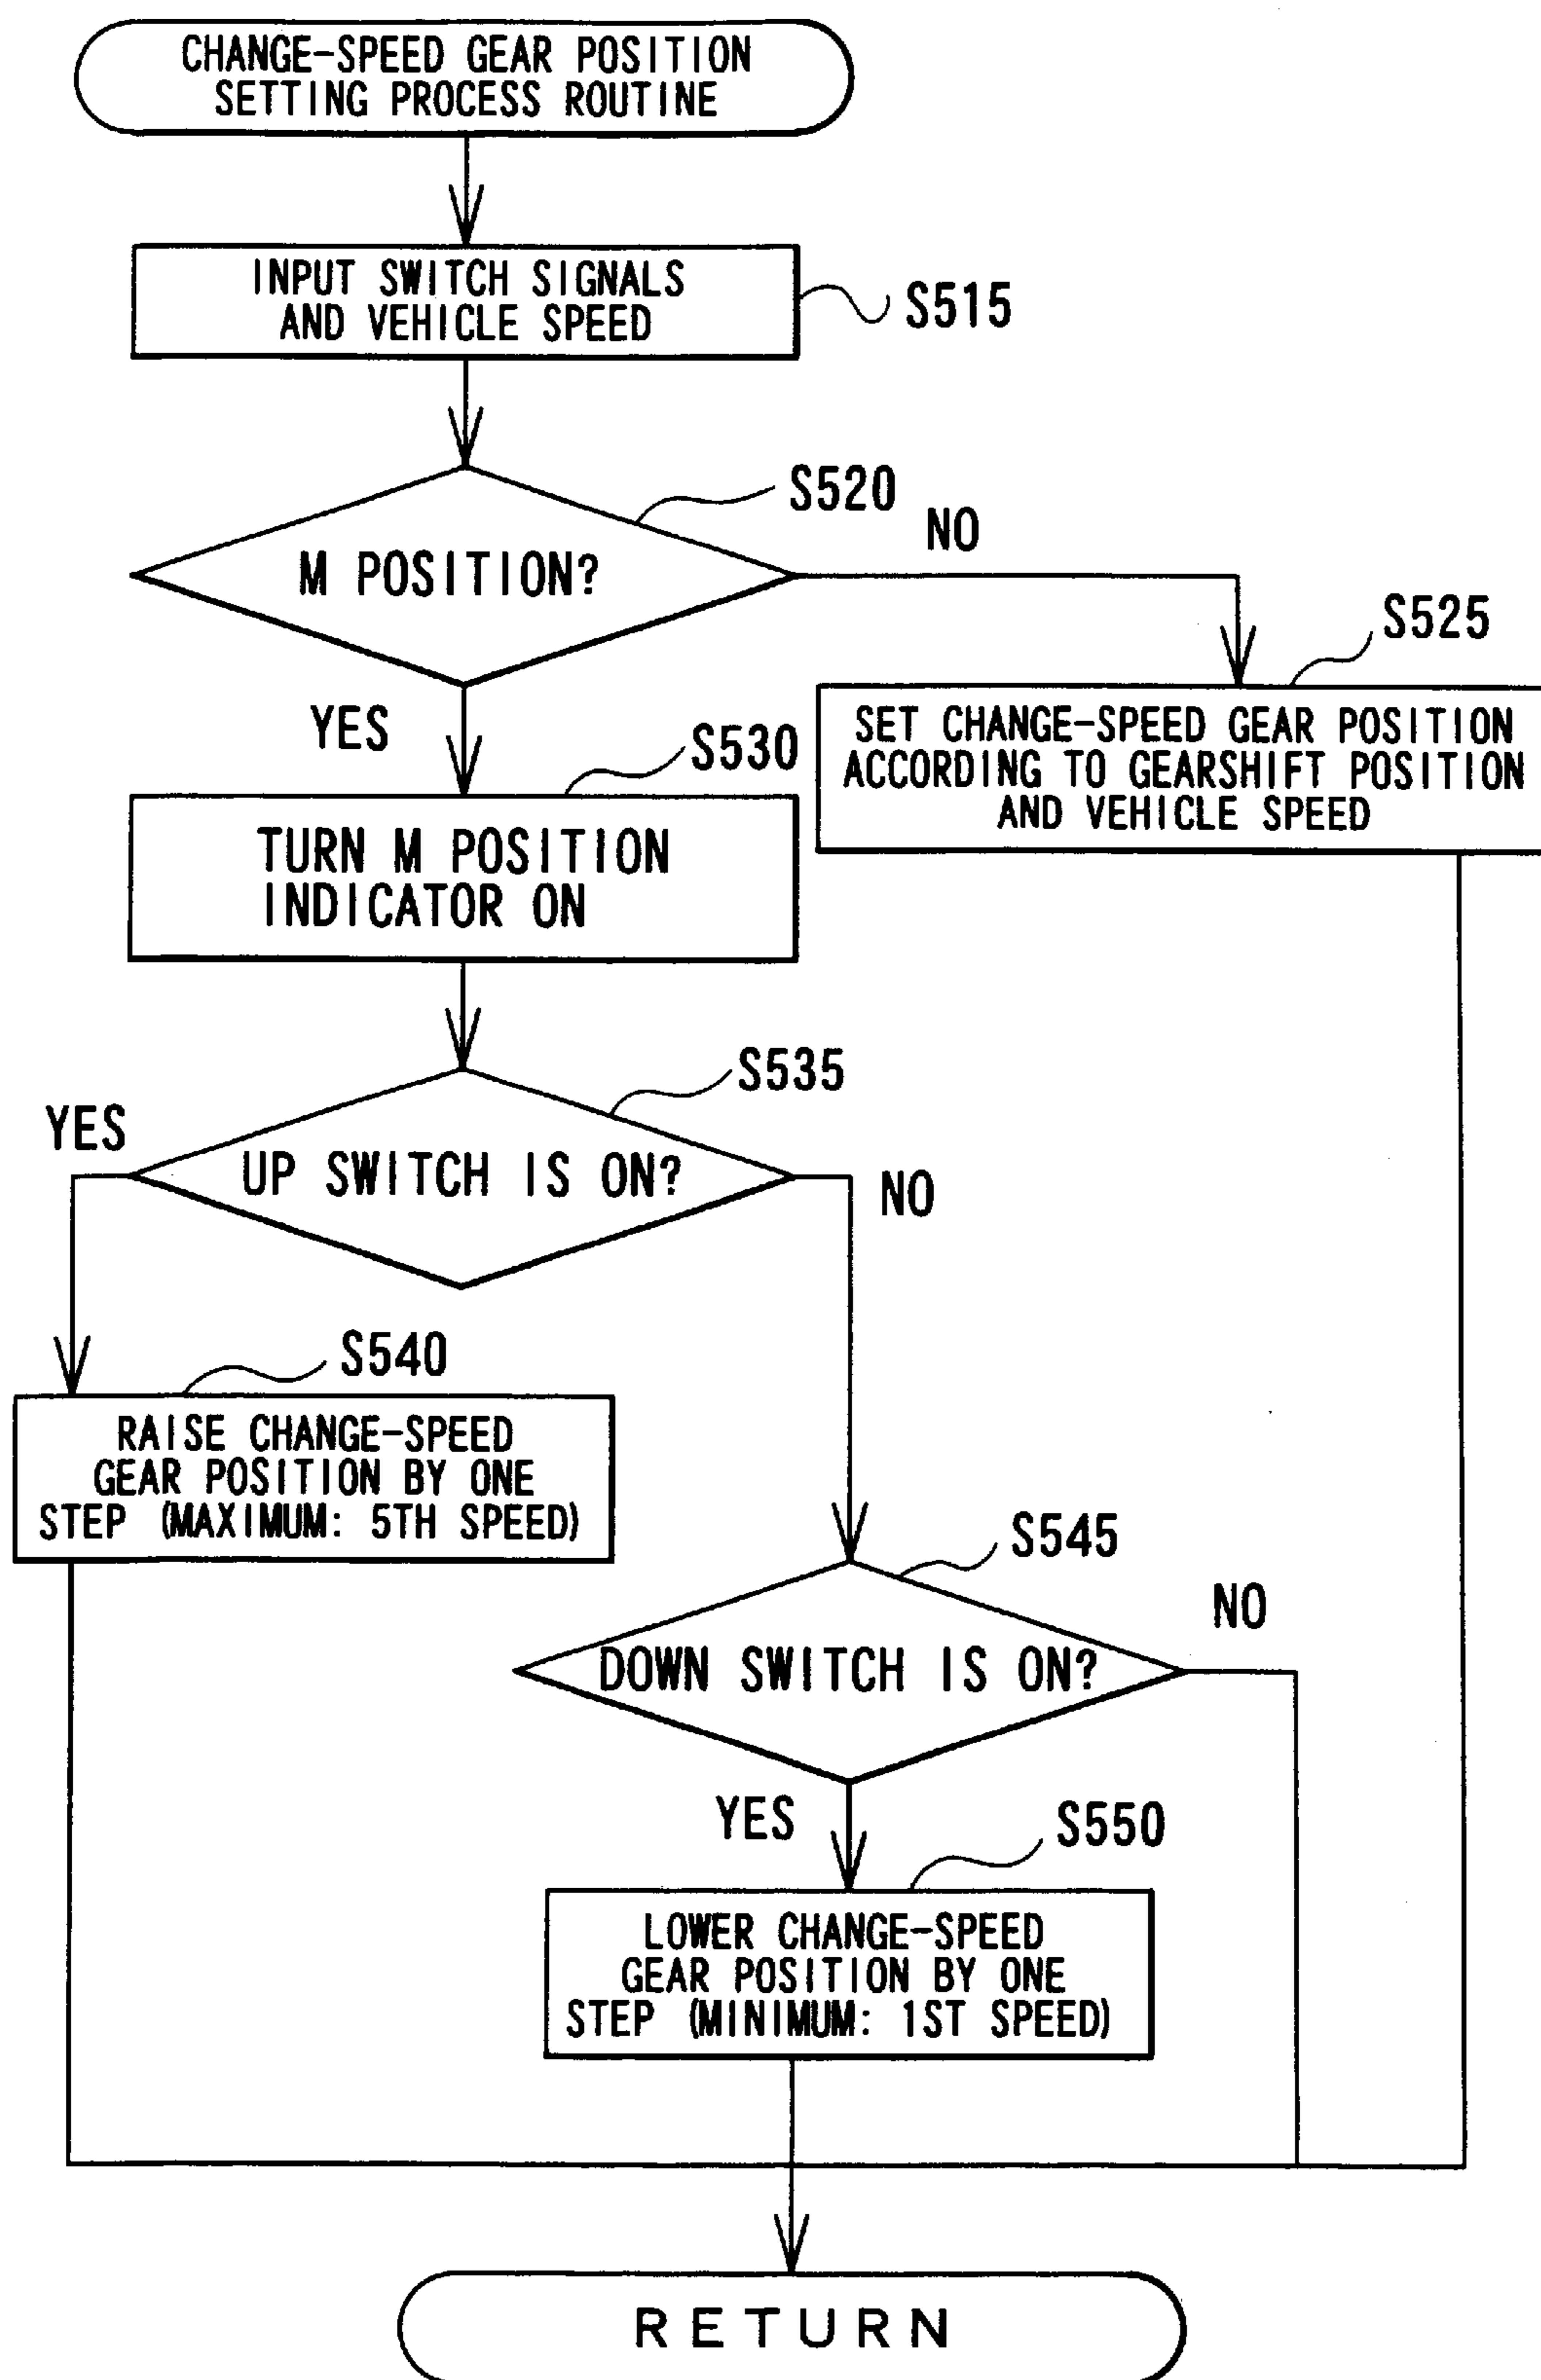 CHANGE-SPEED GEAR POSITION
SETTING PROCESS ROUTINE
INPUT SWITCH SIGNALS
AND VEHICLE SPEED
S515
S520
M POSITION?
NO
S525
SET CHANGE-SPEED GEAR POSITION
ACCORDING TO GEARSHIFT POSITION
AND VEHICLE SPEED
YES
S530
TURN M POSITION
INDICATOR ON
S535
YES
UP SWITCH IS ON?
NO
S540
RAISE CHANGE-SPEED
GEAR POSITION BY ONE
STEP (MAXIMUM: 5TH SPEED)
S545
NO
DOWN SWITCH IS ON?
YES
S550
LOWER CHANGE-SPEED
GEAR POSITION BY ONE
STEP (MINIMUM: 1ST SPEED)
RETURN